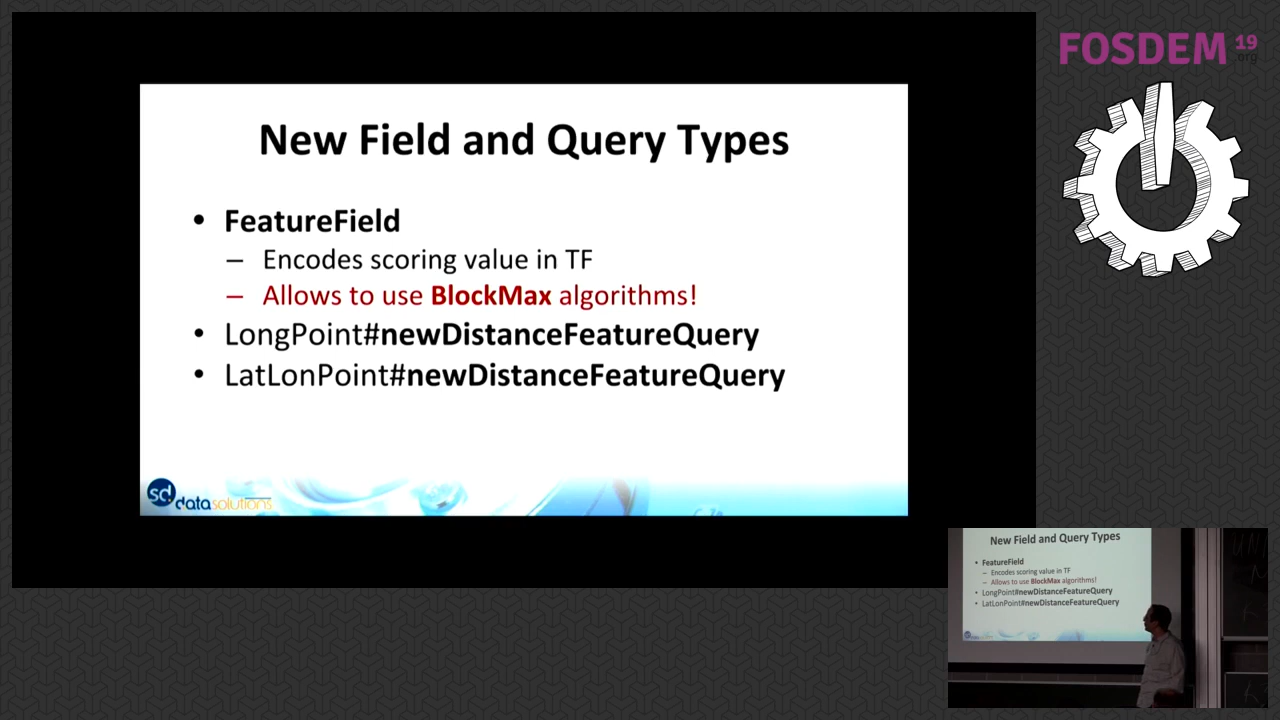 New Field and Query Types
• FeatureField
– Encodes scoring value in TF
– Allows to use BlockMax algorithms!
• LongPoint#newDistanceFeatureQuery
• LatLonPoint#newDistanceFeatureQuery
sd.
datasolutions
FOSDEM 19
.org
New Field and Query Types
• FeatureField
– Encodes scoring value in TF
– Allows to use BlockMax algorithms!
• LongPoint#newDistanceFeatureQuery
• LatLonPoint#newDistanceFeatureQuery